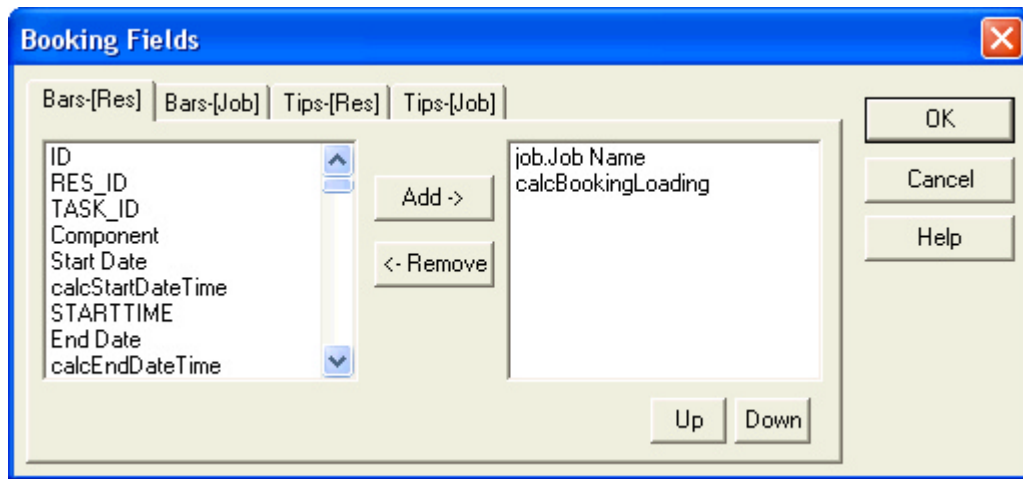 Booking Fields
Bars-[Res] Bars-[Job] Tips-[Res] Tips-[Job]
ID
RES_ID
TASK_ID
Component
Start Date
calcStartDateTime
STARTTIME
End Date
calcEndDateTime
Add ->
<- Remove
job.Job Name
calcBookingLoading
Up Down
OK
Cancel
Help